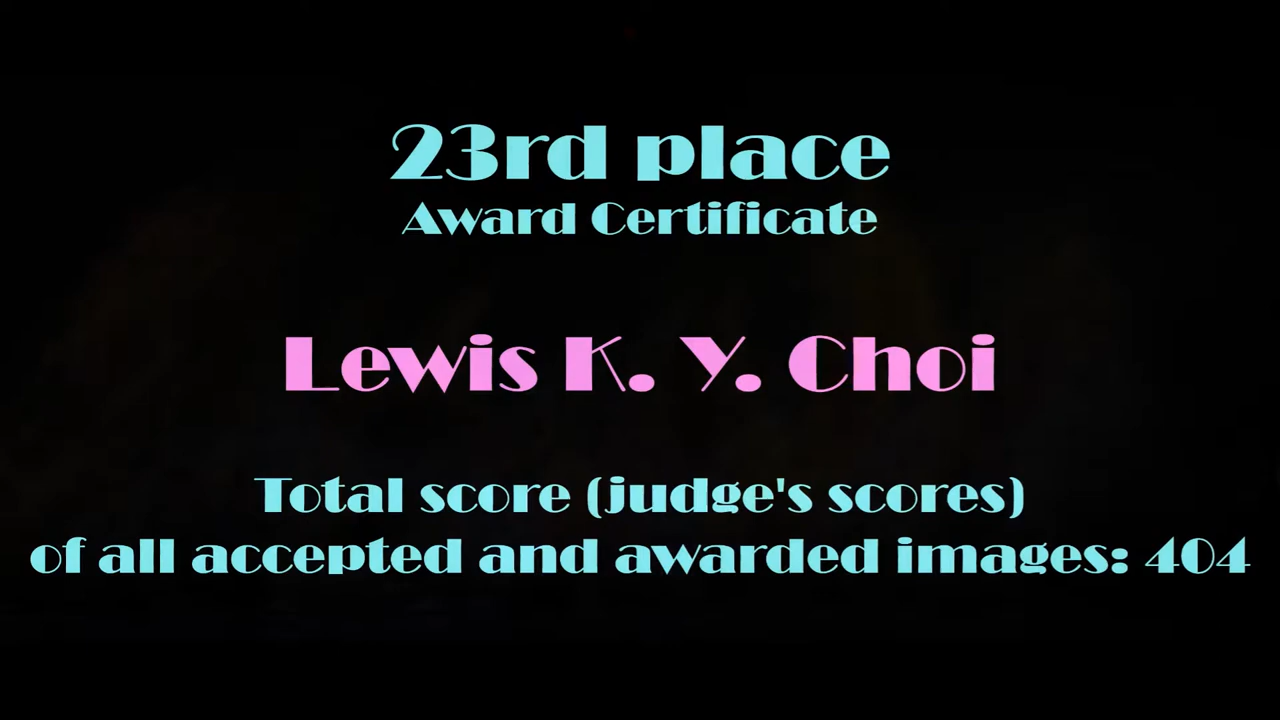 23rd place
Award Certificate
Lewis K. Y. Choi
Total score (judge's scores)
of all accepted and awarded images: 404